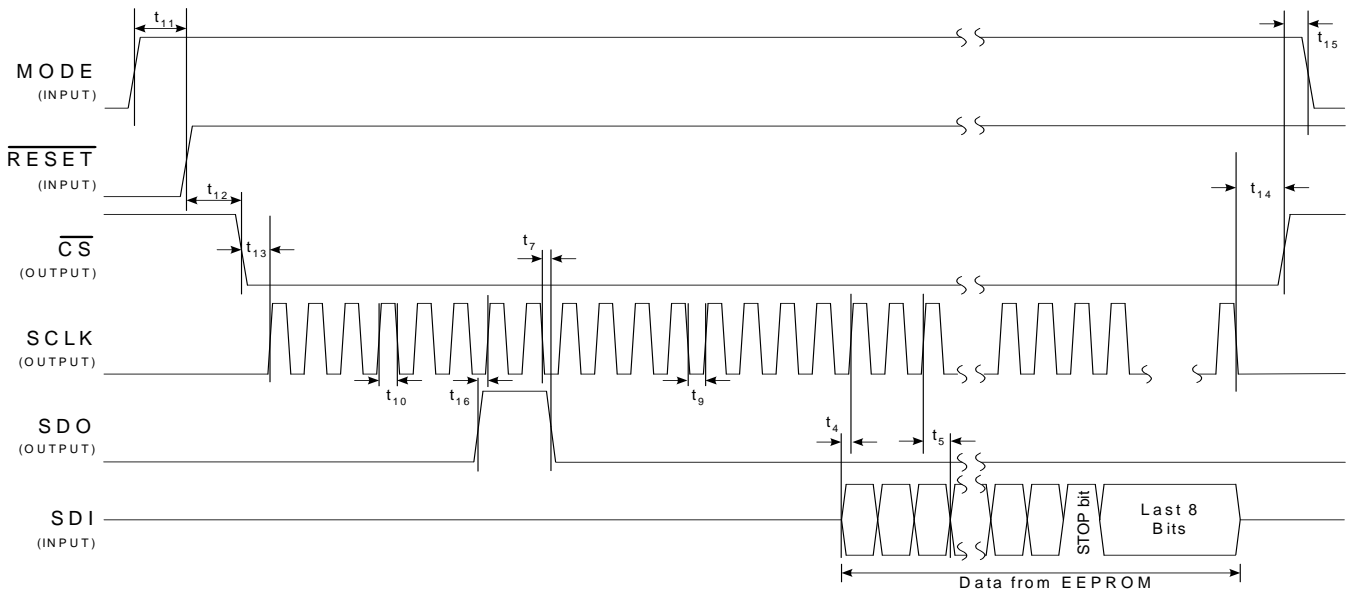 t11
t15
MODE
(INPUT)
RESET
(INPUT)
t12
t14
CS
(OUTPUT)
t13
t7
SCLK
(OUTPUT)
t10
t16
t9
SDO
(OUTPUT)
t4
t5
SDI
(INPUT)
STOP bit
Last 8
Bits
Data from EEPROM